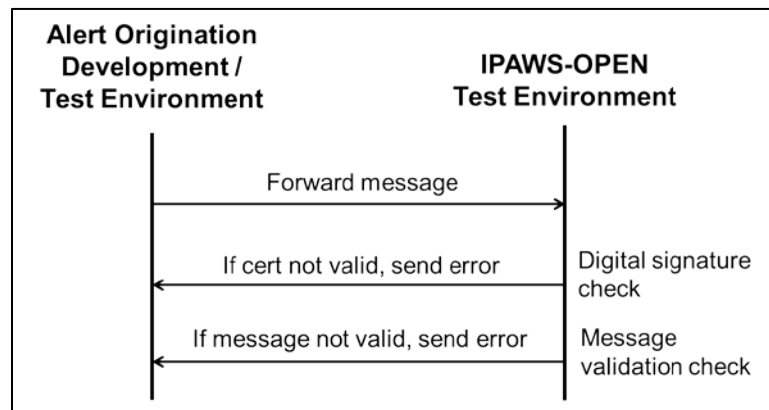 Alert Origination
Development /
Test Environment
IPAWS-OPEN
Test Environment
Forward message
If cert not valid, send error
Digital signature
check
If message not valid, send error
Message
validation check